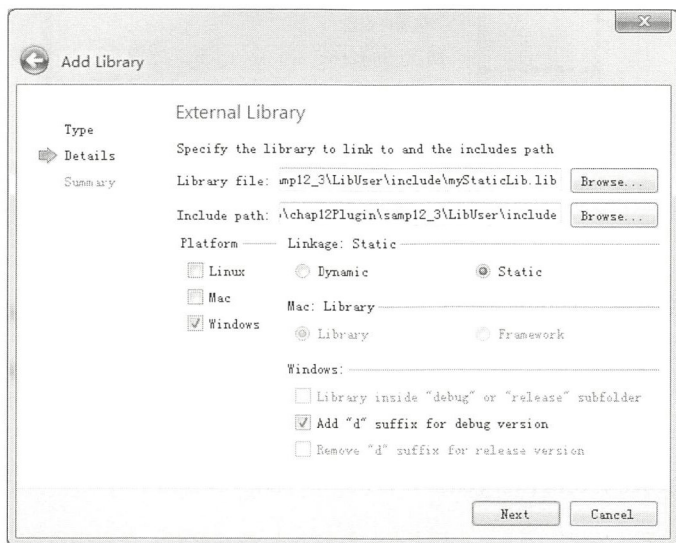 Add Library
External Library
Type
Details
Summary
Specify the library to link to and the includes path
Library file: amp12_3\LibUser\include\myStaticLib.lib Browse...
Include path: \chap12Plugin\samp12_3\LibUser\include Browse...
Platform Linkage: Static
Linux Dynamic Static
Mac
Mac: Library
Windows Library Framework
Windows:
Library inside "debug" or "release" subfolder
Add "d" suffix for debug version
Remove "d" suffix for release version
Next Cancel